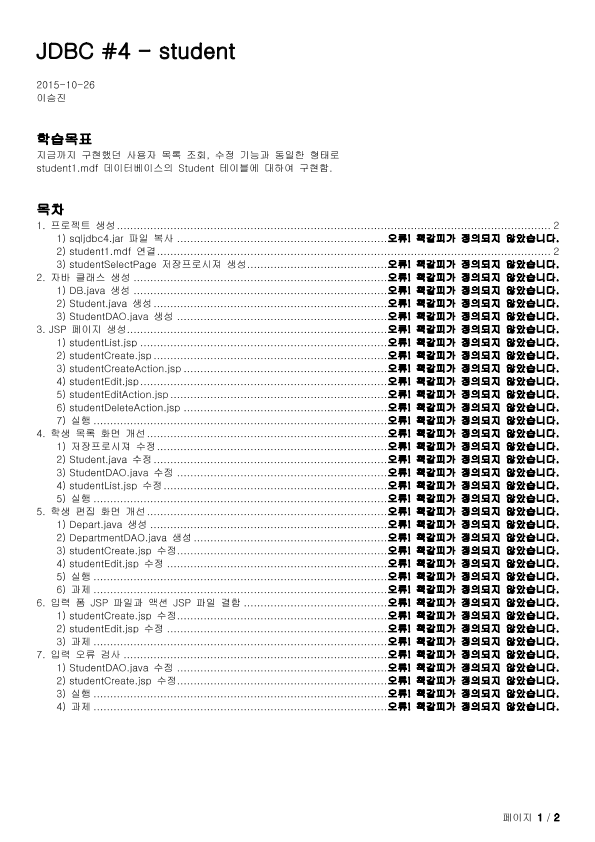 JDBC #4 - student
2015-10-26
이승진
학습목표
지금까지 구현했던 사용자 목록 조회, 수정 기능과 동일한 형태로
student1.mdf 데이터베이스의 Student 테이블에 대하여 구현함.
목차
1. 프로젝트 생성 2
1) sqljdbc4.jar 파일 복사 오류! 책갈피가 정의되지 않았습니다.
2) student1.mdf 연결 2
3) studentSelectPage 저장프로시져 생성 오류! 책갈피가 정의되지 않았습니다.
2. 자바 클래스 생성 오류! 책갈피가 정의되지 않았습니다.
1) DB.java 생성 오류! 책갈피가 정의되지 않았습니다.
2) Student.java 생성 오류! 책갈피가 정의되지 않았습니다.
3) StudentDAO.java 생성 오류! 책갈피가 정의되지 않았습니다.
3. JSP 페이지 생성 오류! 책갈피가 정의되지 않았습니다.
1) studentList.jsp 오류! 책갈피가 정의되지 않았습니다.
2) studentCreate.jsp 오류! 책갈피가 정의되지 않았습니다.
3) studentCreateAction.jsp 오류! 책갈피가 정의되지 않았습니다.
4) studentEdit.jsp 오류! 책갈피가 정의되지 않았습니다.
5) studentEditAction.jsp 오류! 책갈피가 정의되지 않았습니다.
6) studentDeleteAction.jsp 오류! 책갈피가 정의되지 않았습니다.
7) 실행 오류! 책갈피가 정의되지 않았습니다.
4. 학생 목록 화면 개선 오류! 책갈피가 정의되지 않았습니다.
1) 저장프로시져 수정 오류! 책갈피가 정의되지 않았습니다.
2) Student.java 수정 오류! 책갈피가 정의되지 않았습니다.
3) StudentDAO.java 수정 오류! 책갈피가 정의되지 않았습니다.
4) studentList.jsp 수정 오류! 책갈피가 정의되지 않았습니다.
5) 실행 오류! 책갈피가 정의되지 않았습니다.
5. 학생 편집 화면 개선 오류! 책갈피가 정의되지 않았습니다.
1) Depart.java 생성 오류! 책갈피가 정의되지 않았습니다.
2) DepartmentDAO.java 생성 오류! 책갈피가 정의되지 않았습니다.
3) studentCreate.jsp 수정 오류! 책갈피가 정의되지 않았습니다.
4) studentEdit.jsp 수정 오류! 책갈피가 정의되지 않았습니다.
5) 실행 오류! 책갈피가 정의되지 않았습니다.
6) 과제 오류! 책갈피가 정의되지 않았습니다.
6. 입력 폼 JSP 파일과 액션 JSP 파일 결합 오류! 책갈피가 정의되지 않았습니다.
1) studentCreate.jsp 수정 오류! 책갈피가 정의되지 않았습니다.
2) studentEdit.jsp 수정 오류! 책갈피가 정의되지 않았습니다.
3) 과제 오류! 책갈피가 정의되지 않았습니다.
7. 입력 오류 검사 오류! 책갈피가 정의되지 않았습니다.
1) StudentDAO.java 수정 오류! 책갈피가 정의되지 않았습니다.
2) studentCreate.jsp 수정 오류! 책갈피가 정의되지 않았습니다.
3) 실행 오류! 책갈피가 정의되지 않았습니다.
4) 과제 오류! 책갈피가 정의되지 않았습니다.
페이지 1 / 2